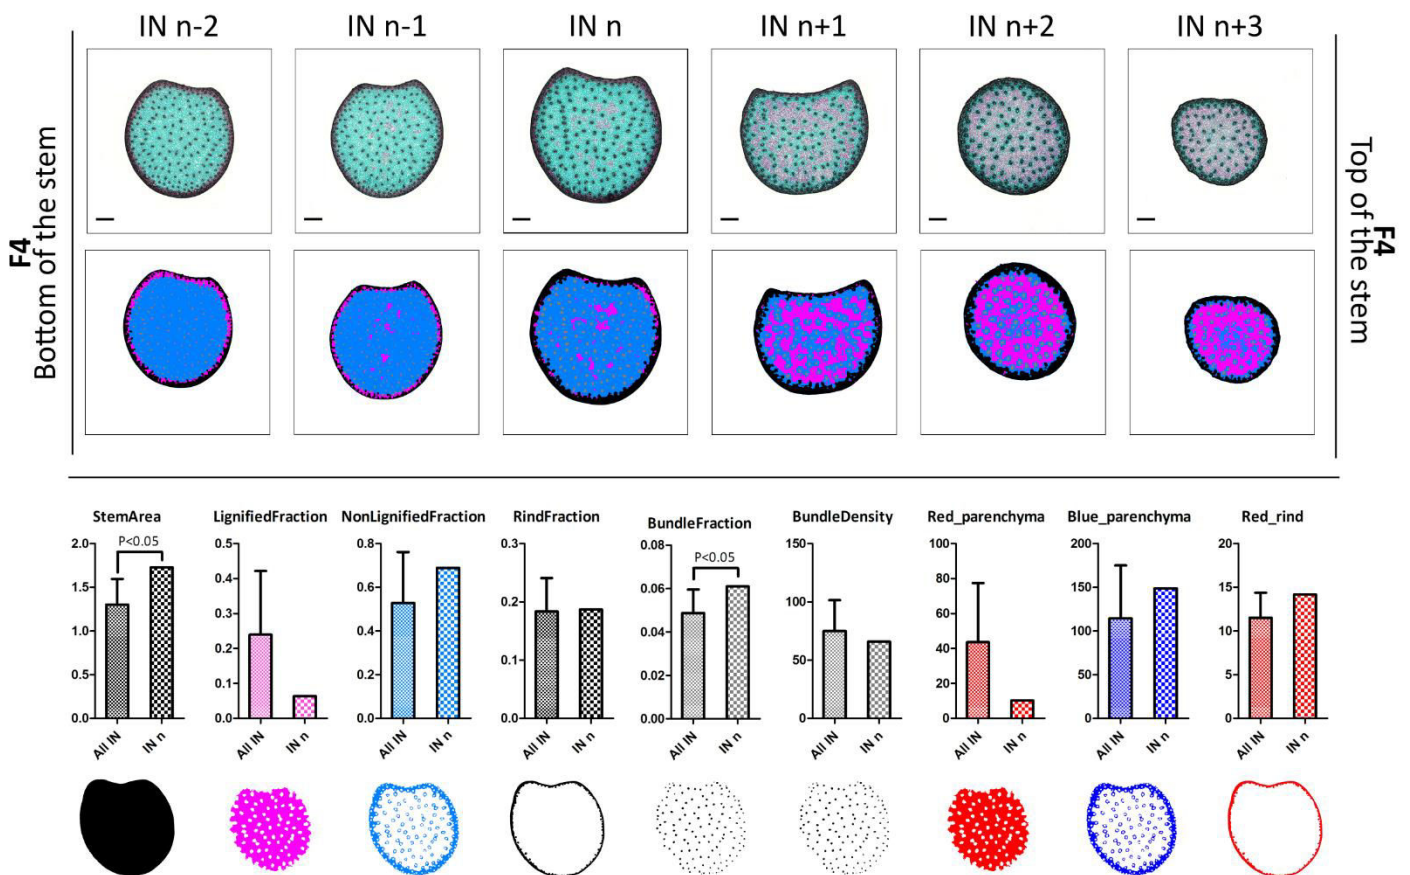 IN n-2 IN n-1 IN n IN n+1 IN n+2 IN n+3
F4
Bottom of the stem
F4
Top of the stem
StemArea
P<0.05
2.0
1.5
1.0
0.5
0.0
All IN IN n
LignifiedFraction
0.5
0.4
0.3
0.2
0.1
0.0
All IN IN n
NonLignifiedFraction
0.8
0.6
0.4
0.2
0.0
All IN IN n
RindFraction
0.3
0.2
0.1
0.0
All IN IN n
BundleFraction
P<0.05
0.08
0.06
0.04
0.02
0.00
All IN IN n
BundleDensity
150
100
50
0
All IN IN n
Red_parenchyma
100
80
60
40
20
0
All IN IN n
Blue_parenchyma
200
150
100
50
0
All IN IN n
Red_rind
20
15
10
5
0
All IN IN n